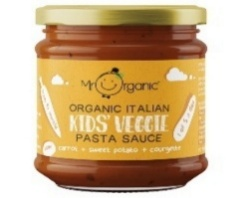 Mr Organic
ORGANIC ITALIAN
KIDS' VEGGIE
PASTA SAUCE
carrot + sweet potato + courgette